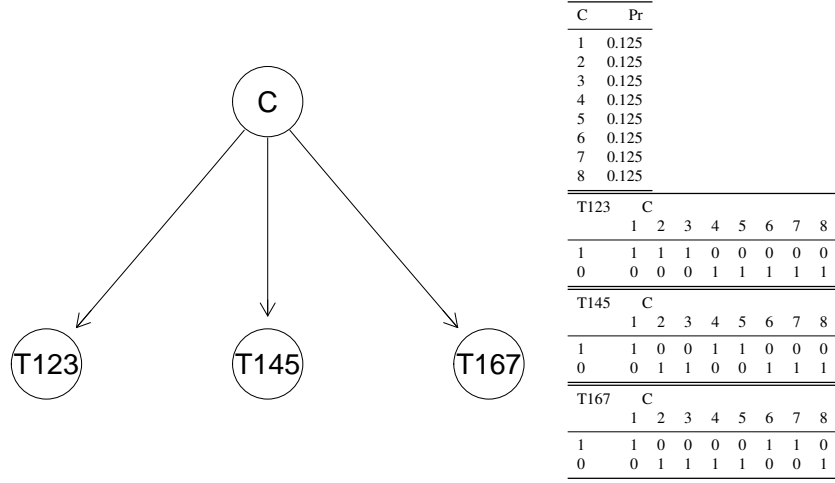 C
T123 T145 T167
C Pr
1 0.125
2 0.125
3 0.125
4 0.125
5 0.125
6 0.125
7 0.125
8 0.125
T123 C
1 2 3 4 5 6 7 8
1 1 1 1 0 0 0 0 0
0 0 0 0 1 1 1 1 1
T145 C
1 2 3 4 5 6 7 8
1 1 0 0 1 1 0 0 0
0 0 1 1 0 0 1 1 1
T167 C
1 2 3 4 5 6 7 8
1 1 0 0 0 0 1 1 0
0 0 1 1 1 1 0 0 1